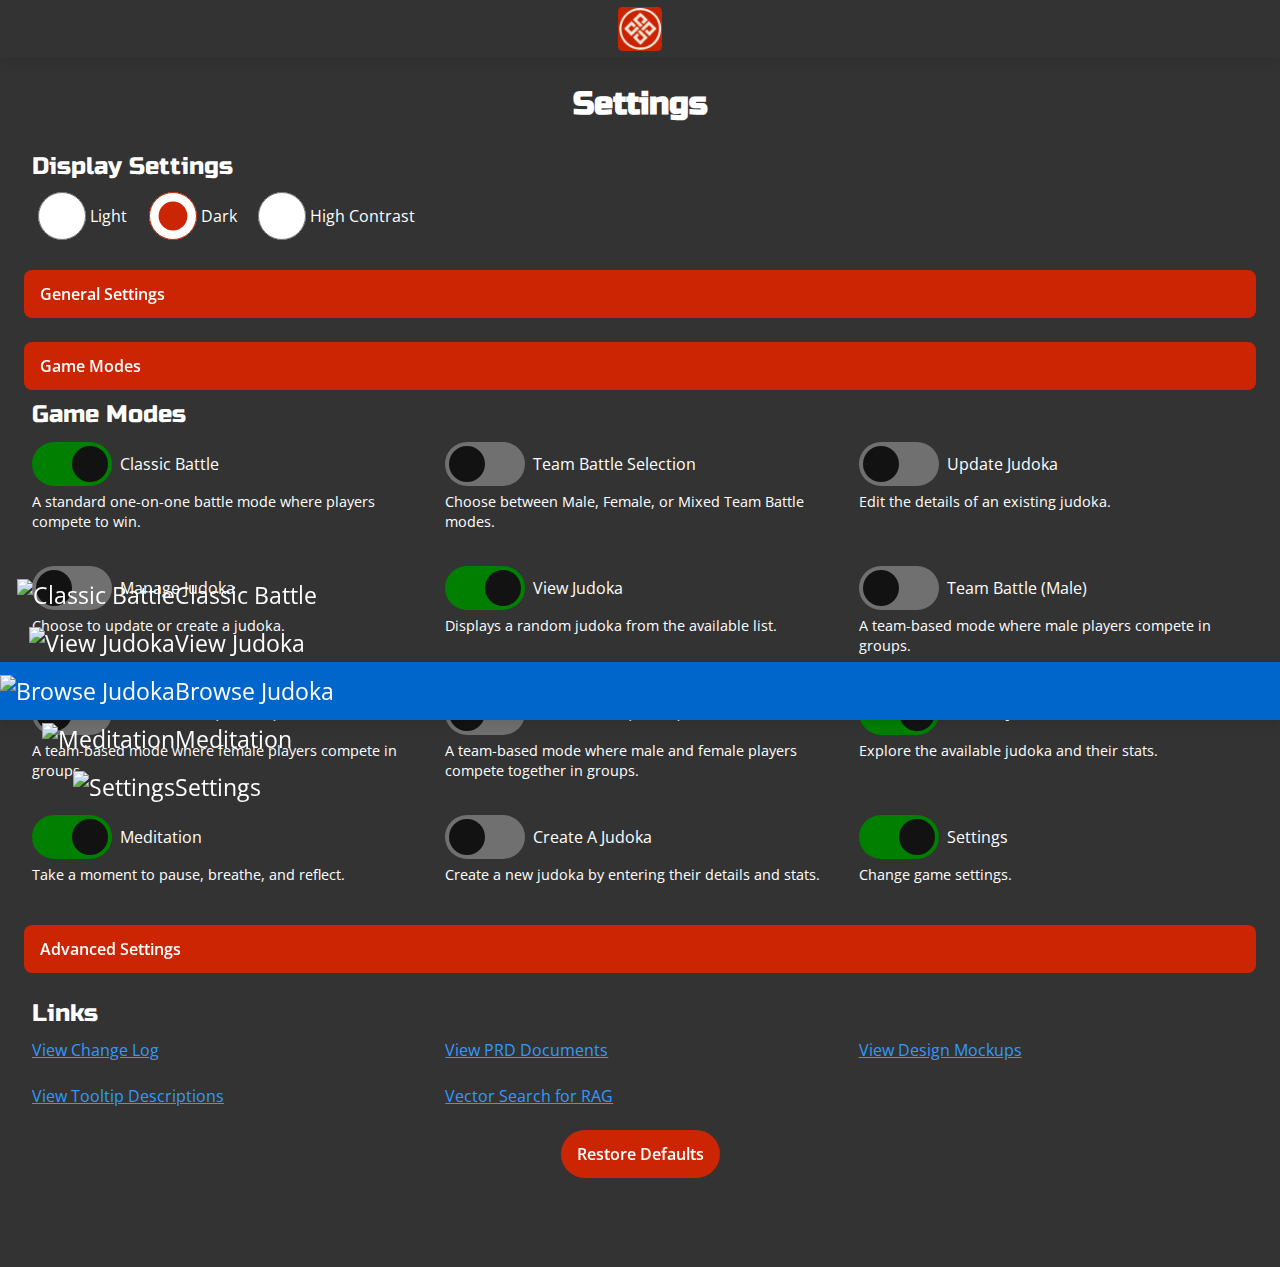 Settings
Display Settings
Light
Dark
High Contrast
General Settings
Game Modes
Game Modes
Classic Battle
Team Battle Selection
Update Judoka
A standard one-on-one battle mode where players
compete to win.
Choose between Male, Female, or Mixed Team Battle
modes.
Edit the details of an existing judoka.
Manage Judoka
View Judoka
Team Battle (Male)
Classic BattleClassic Battle
Choose to update or create a judoka.
Displays a random judoka from the available list.
A team-based mode where male players compete in
groups.
View JudokaView Judoka
Browse JudokaBrowse Judoka
MeditationMeditation
A team-based mode where female players compete in
groups.
A team-based mode where male and female players
compete together in groups.
Explore the available judoka and their stats.
SettingsSettings
Meditation
Create A Judoka
Settings
Take a moment to pause, breathe, and reflect.
Create a new judoka by entering their details and stats.
Change game settings.
Advanced Settings
Links
View Change Log
View PRD Documents
View Design Mockups
View Tooltip Descriptions
Vector Search for RAG
Restore Defaults